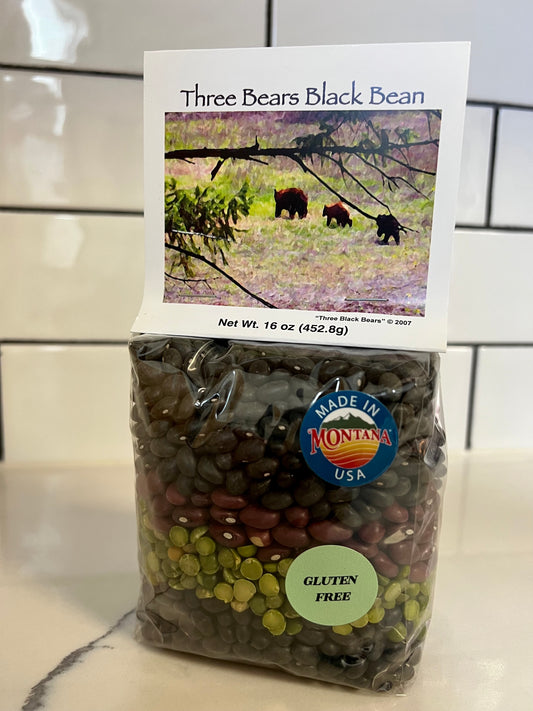 Three Bears Black Bean
"Three Black Bears" © 2007
Net Wt. 16 oz (452.8g)
MADE IN
MONTANA
USA
GLUTEN
FREE